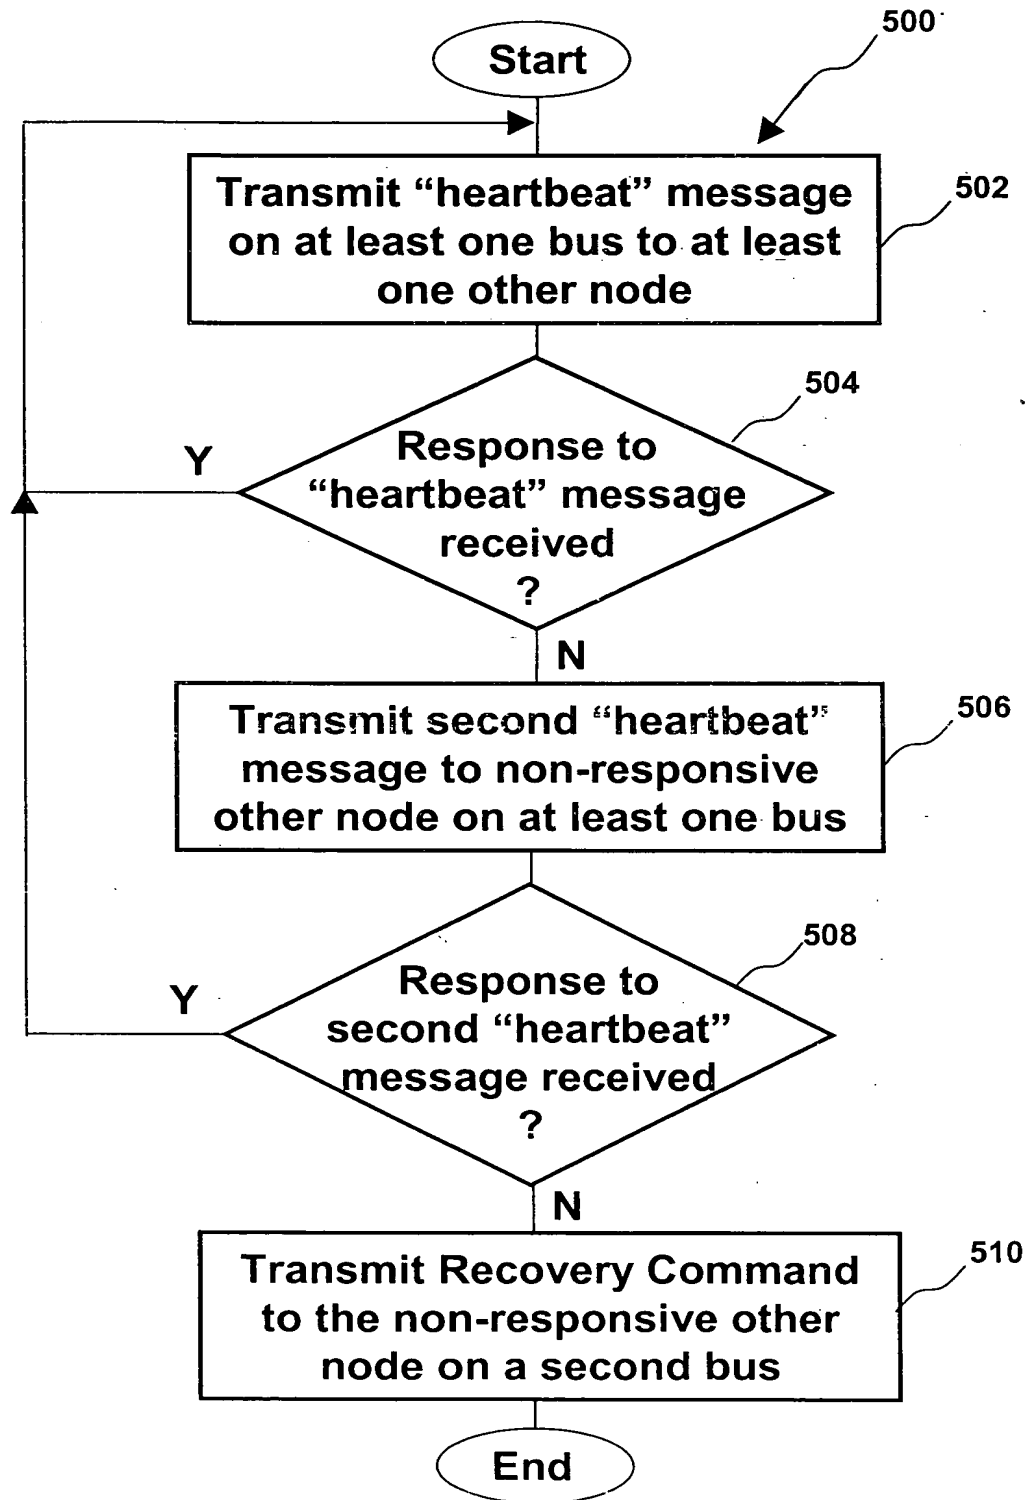 500
Start
Transmit “heartbeat” message
on at least one bus to at least
one other node
502
504
Response to
“heartbeat” message
received
?
Y
N
Transmit second “heartbeat”
message to non-responsive
other node on at least one bus
506
508
Response to
second “heartbeat”
message received
?
Y
N
Transmit Recovery Command
to the non-responsive other
node on a second bus
510
End